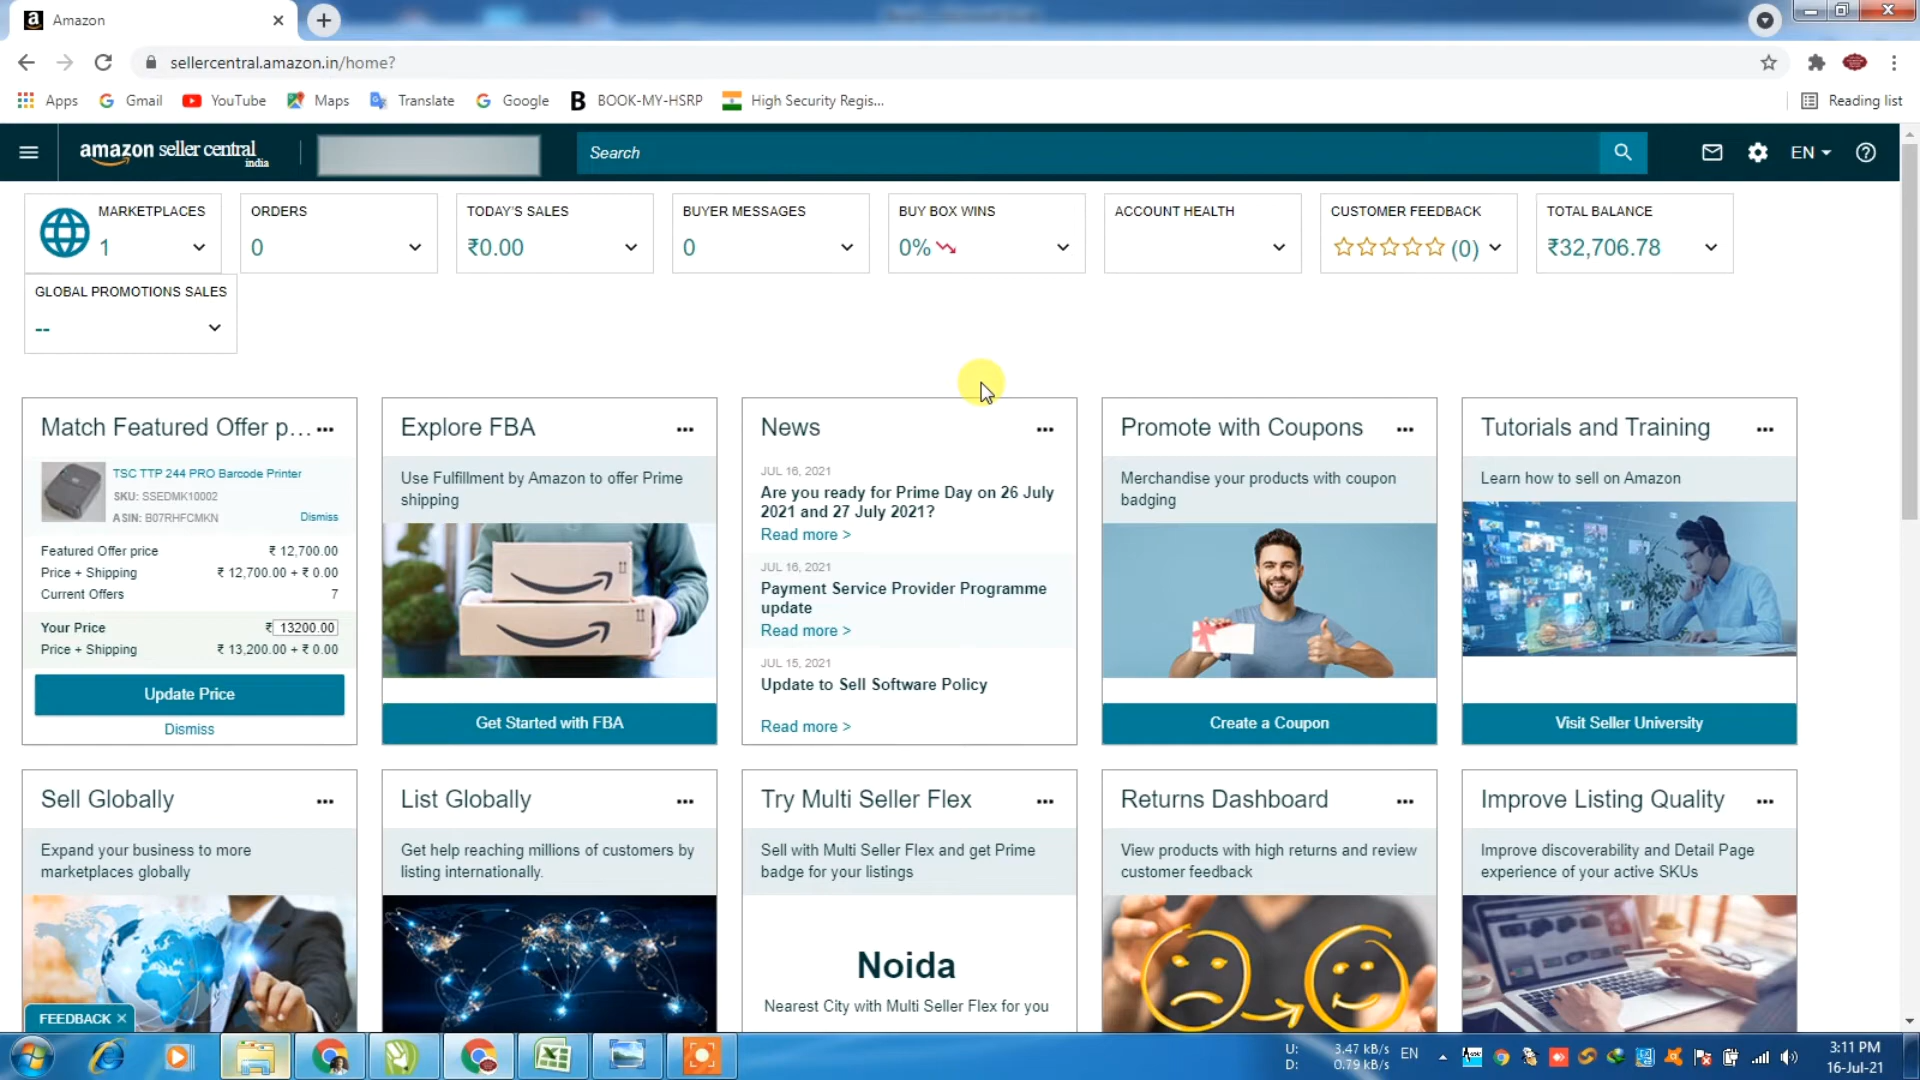 Amazon
sellercentral.amazon.in/home?
Apps Gmail YouTube Maps Translate Google BOOK-MY-HSRP High Security Regis... Reading list
amazon seller central india Search EN
MARKETPLACES
1
ORDERS
0
TODAY'S SALES
₹0.00
BUYER MESSAGES
0
BUY BOX WINS
0%
ACCOUNT HEALTH
CUSTOMER FEEDBACK
(0)
TOTAL BALANCE
₹32,706.78
GLOBAL PROMOTIONS SALES
--
Match Featured Offer p...
TSC TTP 244 PRO Barcode Printer
SKU: SSEDMK10002
ASIN: B07RHFCMKN Dismiss
Featured Offer price ₹ 12,700.00
Price + Shipping ₹ 12,700.00 + ₹ 0.00
Current Offers 7
Your Price ₹ 13200.00
Price + Shipping ₹ 13,200.00 + ₹ 0.00
Update Price
Dismiss
Explore FBA
Use Fulfillment by Amazon to offer Prime
shipping
Get Started with FBA
News
JUL 16, 2021
Are you ready for Prime Day on 26 July
2021 and 27 July 2021?
Read more >
JUL 16, 2021
Payment Service Provider Programme
update
Read more >
JUL 15, 2021
Update to Sell Software Policy
Read more >
Promote with Coupons
Merchandise your products with coupon
badging
Create a Coupon
Tutorials and Training
Learn how to sell on Amazon
Visit Seller University
Sell Globally
Expand your business to more
marketplaces globally
List Globally
Get help reaching millions of customers by
listing internationally.
Try Multi Seller Flex
Sell with Multi Seller Flex and get Prime
badge for your listings
Noida
Nearest City with Multi Seller Flex for you
Returns Dashboard
View products with high returns and review
customer feedback
Improve Listing Quality
Improve discoverability and Detail Page
experience of your active SKUs
FEEDBACK
U: 3.47 kB/s
D: 0.79 kB/s
EN
3:11 PM
16-Jul-21